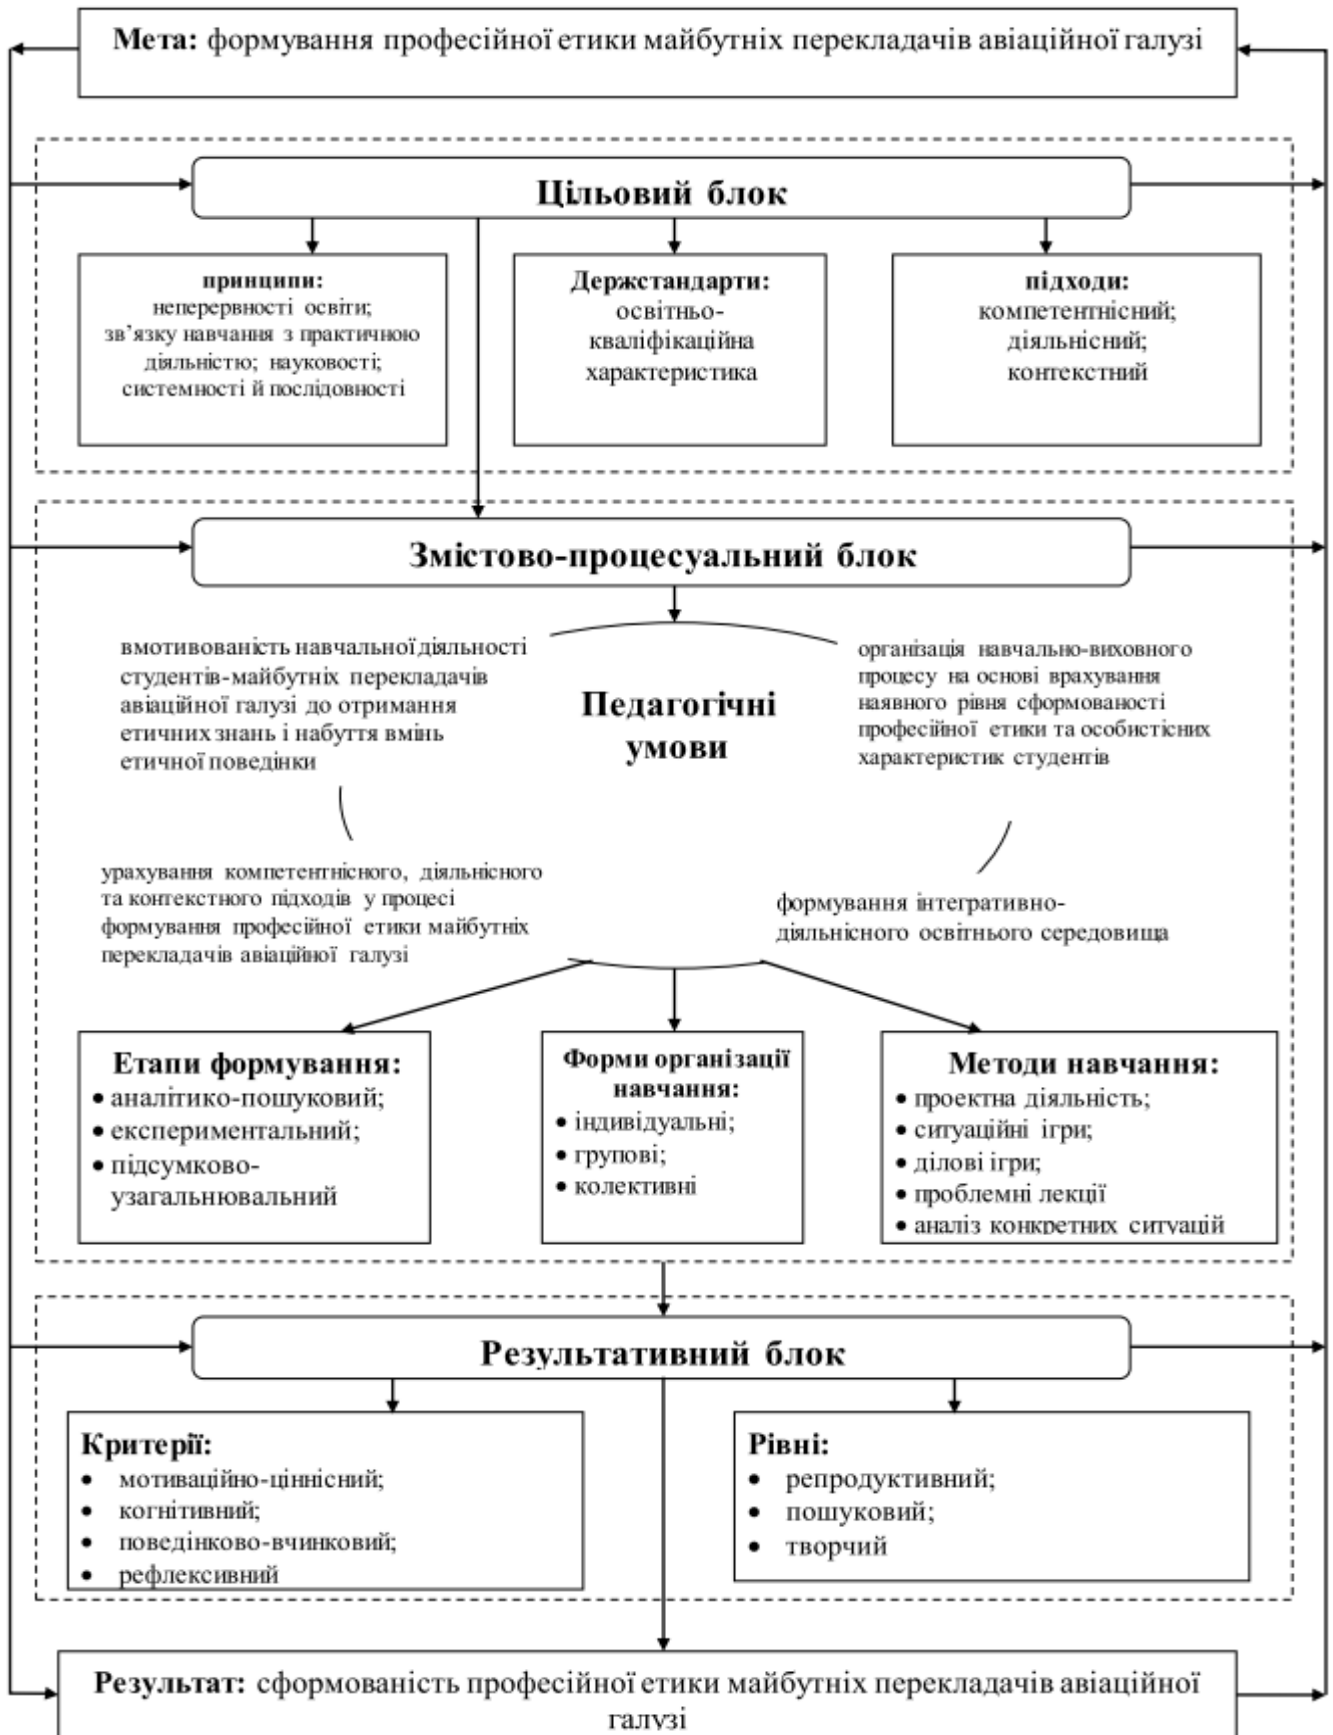 Мета: формування професійної етики майбутніх перекладачів авіаційної галузі
Цільовий блок
принципи:
неперервності освіти;
зв’язку навчання з практичною
діяльністю; науковості;
системності й послідовності
Держстандарти:
освітньо-
кваліфікаційна
характеристика
підходи:
компетентнісний;
діяльнісний;
контекстний
Змістово-процесуальний блок
вмотивованість навчальної діяльності
студентів-майбутніх перекладачів
авіаційної галузі до отримання
етичних знань і набуття вмінь
етичної поведінки
Педагогічні
умови
організація навчально-виховного
процесу на основі врахування
наявного рівня сформованості
професійної етики та особистісних
характеристик студентів
урахування компетентнісного, діяльнісного
та контекстного підходів у процесі
формування професійної етики майбутніх
перекладачів авіаційної галузі
формування інтегративно-
діяльнісного освітнього середовища
Етапи формування:
• аналітико-пошуковий;
• експериментальний;
• підсумково-
узагальнювальний
Форми організації
навчання:
• індивідуальні;
• групові;
• колективні
Методи навчання:
• проектна діяльність;
• ситуаційні ігри;
• ділові ігри;
• проблемні лекції
• аналіз конкретних ситуацій
Результативний блок
Критерії:
• мотиваційно-ціннісний;
• когнітивний;
• поведінково-вчинковий;
• рефлексивний
Рівні:
• репродуктивний;
• пошуковий;
• творчий
Результат: сформованість професійної етики майбутніх перекладачів авіаційної
галузі